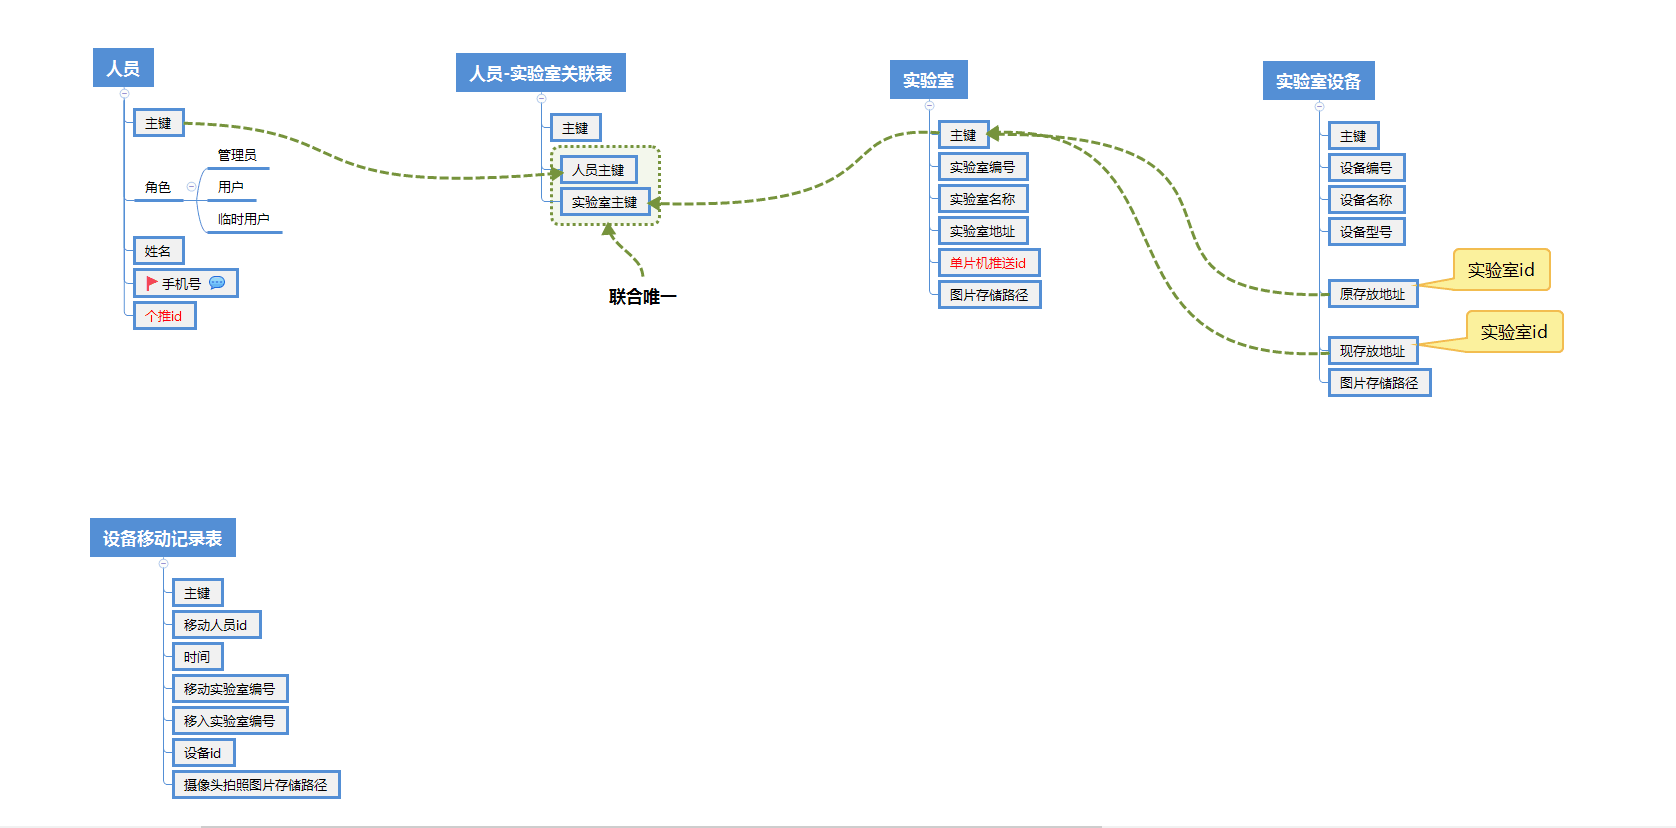 人员
主键
角色
管理员
用户
临时用户
姓名
手机号
个推id
人员-实验室关联表
主键
人员主键
实验室主键
联合唯一
实验室
主键
实验室编号
实验室名称
实验室地址
单片机推送id
图片存储路径
实验室设备
主键
设备编号
设备名称
设备型号
原存放地址
实验室id
现存放地址
实验室id
图片存储路径
设备移动记录表
主键
移动人员id
时间
移动实验室编号
移入实验室编号
设备id
摄像头拍照图片存储路径